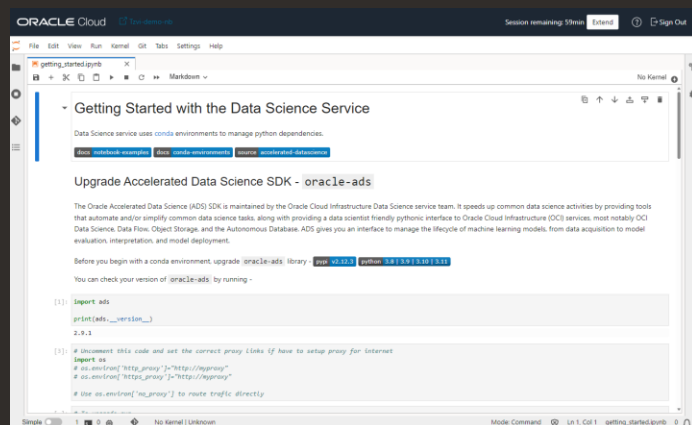 ORACLE Cloud
Session remaining: 59min Extend Sign Out
File Edit View Run Kernel Git Tabs Settings Help
getting_started.ipynb
Markdown No Kernel
Getting Started with the Data Science Service
Data Science service uses conda environments to manage python dependencies.
docs notebook-examples docs conda-environments source accelerated-datascience
Upgrade Accelerated Data Science SDK - oracle-ads
The Oracle Accelerated Data Science (ADS) SDK is maintained by the Oracle Cloud Infrastructure Data Science service team. It speeds up common data science activities by providing tools
that automate and/or simplify common data science tasks, along with providing a data scientist friendly pythonic interface to Oracle Cloud Infrastructure (OCI) services, most notably OCI
Data Science, Data Flow, Object Storage, and the Autonomous Database. ADS gives you an interface to manage the lifecycle of machine learning models, from data acquisition to model
evaluation, interpretation, and model deployment.
Before you begin with a conda environment, upgrade oracle-ads library - pypi v2.12.3 python 3.8 | 3.9 | 3.10 | 3.11
You can check your version of oracle-ads by running -
[1]: import ads
print(ads.__version__)
2.9.1
[3]: # Uncomment this code and set the correct proxy links if have to setup proxy for internet
import os
# os.environ['http_proxy']="http://myproxy"
# os.environ['https_proxy']="http://myproxy"
# Use os.environ['no_proxy'] to route trafic directly
Simple 1 0 No Kernel | Unknown Mode: Command Ln 1, Col 1 getting_started.ipynb 0